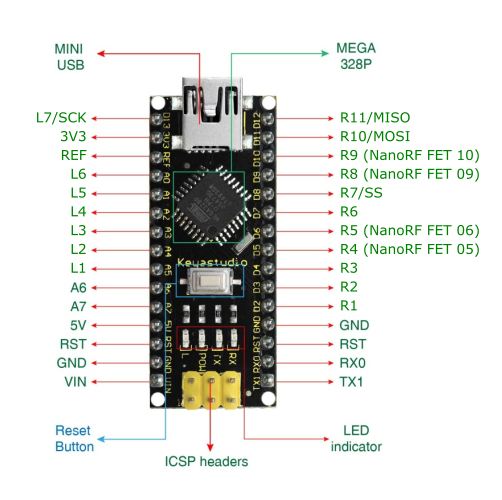 MINI
USB
MEGA
328P
L7/SCK
3V3
REF
L6
L5
L4
L3
L2
L1
A6
A7
5V
RST
GND
VIN
R11/MISO
R10/MOSI
R9 (NanoRF FET 10)
R8 (NanoRF FET 09)
R7/SS
R6
R5 (NanoRF FET 06)
R4 (NanoRF FET 05)
R3
R2
R1
GND
RST
RX0
TX1
D13
3V3
REF
A0
A1
A2
A3
A4
A5
A7
5V
RST
GND
VIN
D12
D11
D10
D9
D8
D7
D6
D5
D4
D3
D2
GND
RST
RX0
TX1
Keyestudio
L
POW
TX
RX
Reset
Button
ICSP headers
LED
indicator